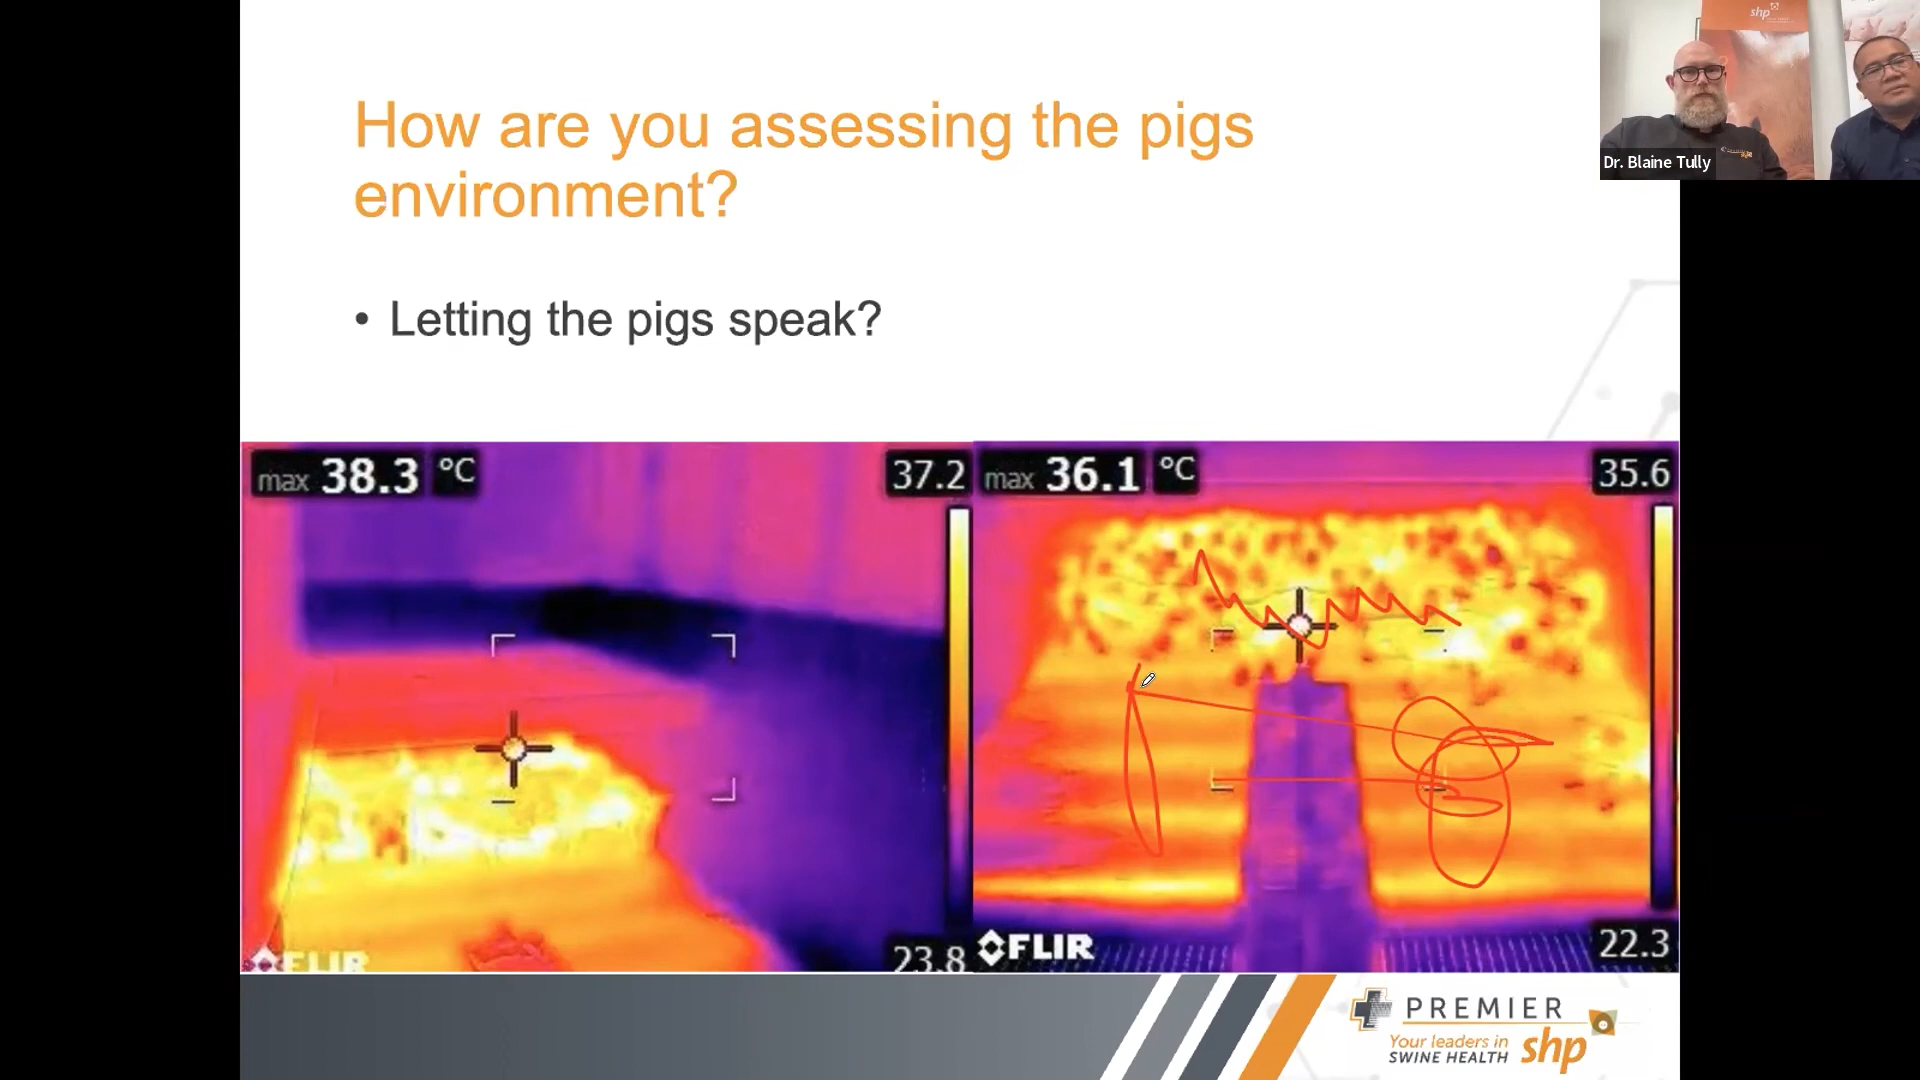 shp
Dr. Blaine Tully
How are you assessing the pigs
environment?
• Letting the pigs speak?
max 38.3 °C
37.2
max 36.1 °C
35.6
FLIR
23.8
FLIR
22.3
PREMIER
Your leaders in
SWINE HEALTH
shp